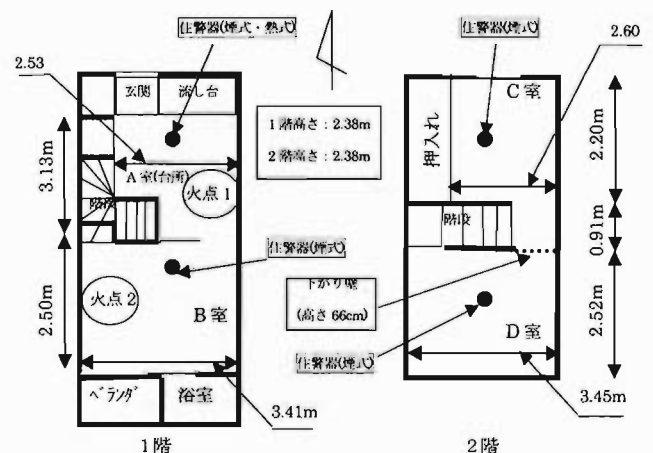 住警器(煙式・熱式)
住警器(煙式)
2.53
2.60
玄関
流し台
C室
1階高さ：2.38m
2階高さ：2.38m
押入れ
2.20m
3.13m
A室(台所)
火点1
階段
階段
0.91m
住警器(煙式)
下がり壁
(高さ66cm)
2.50m
火点2
B室
D室
2.52m
住警器(煙式)
ベランダ
浴室
3.41m
3.45m
1階
2階